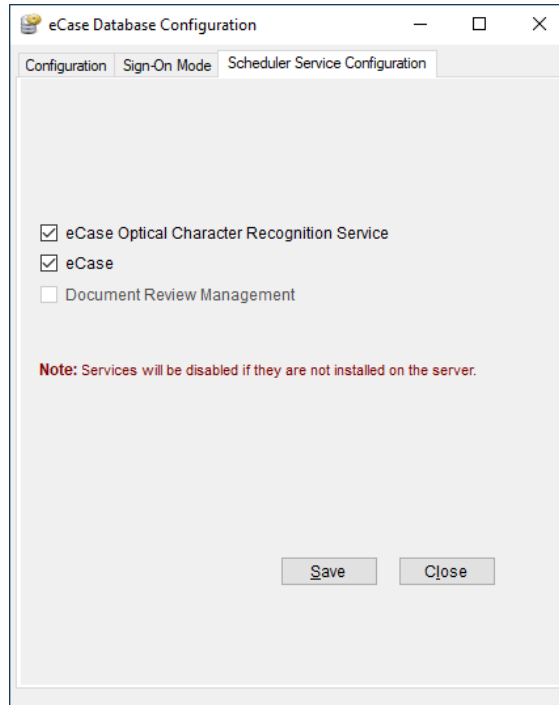 eCase Database Configuration
Configuration Sign-On Mode Scheduler Service Configuration
eCase Optical Character Recognition Service
eCase
Document Review Management
Note: Services will be disabled if they are not installed on the server.
Save Close